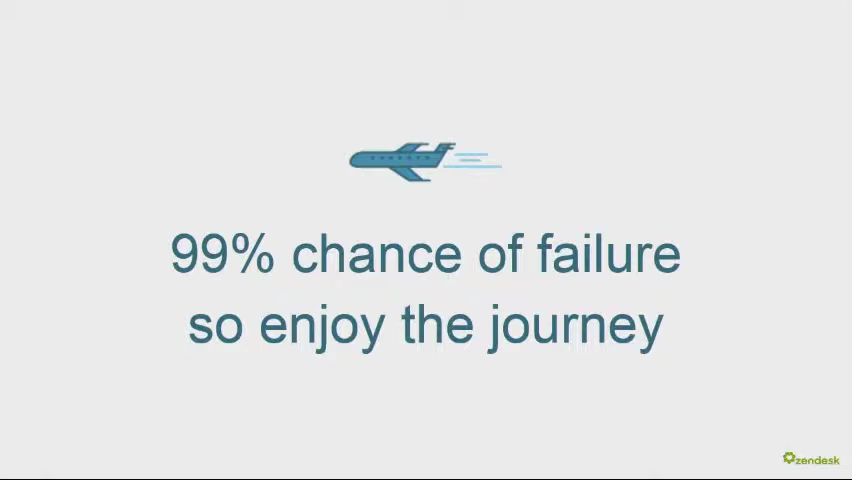 99% chance of failure
so enjoy the journey
zendesk